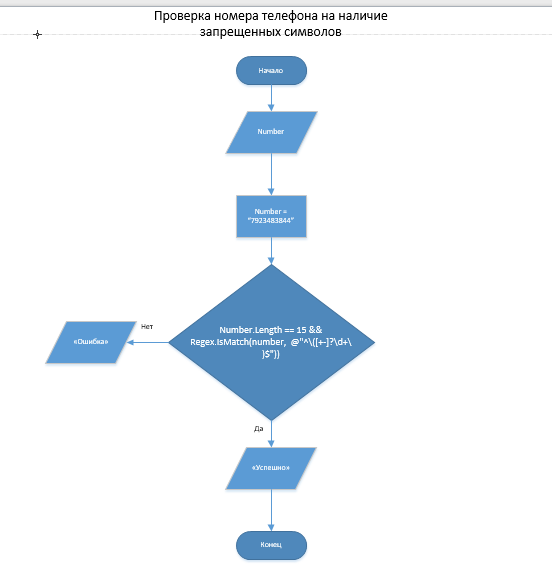 Проверка номера телефона на наличие
запрещенных символов
Начало
Number
Number =
"7923483844"
Number.Length == 15 &&
Regex.IsMatch(number, @"^\([+-]?\d+\
)$"))
Нет
«Ошибка»
Да
«Успешно»
Конец